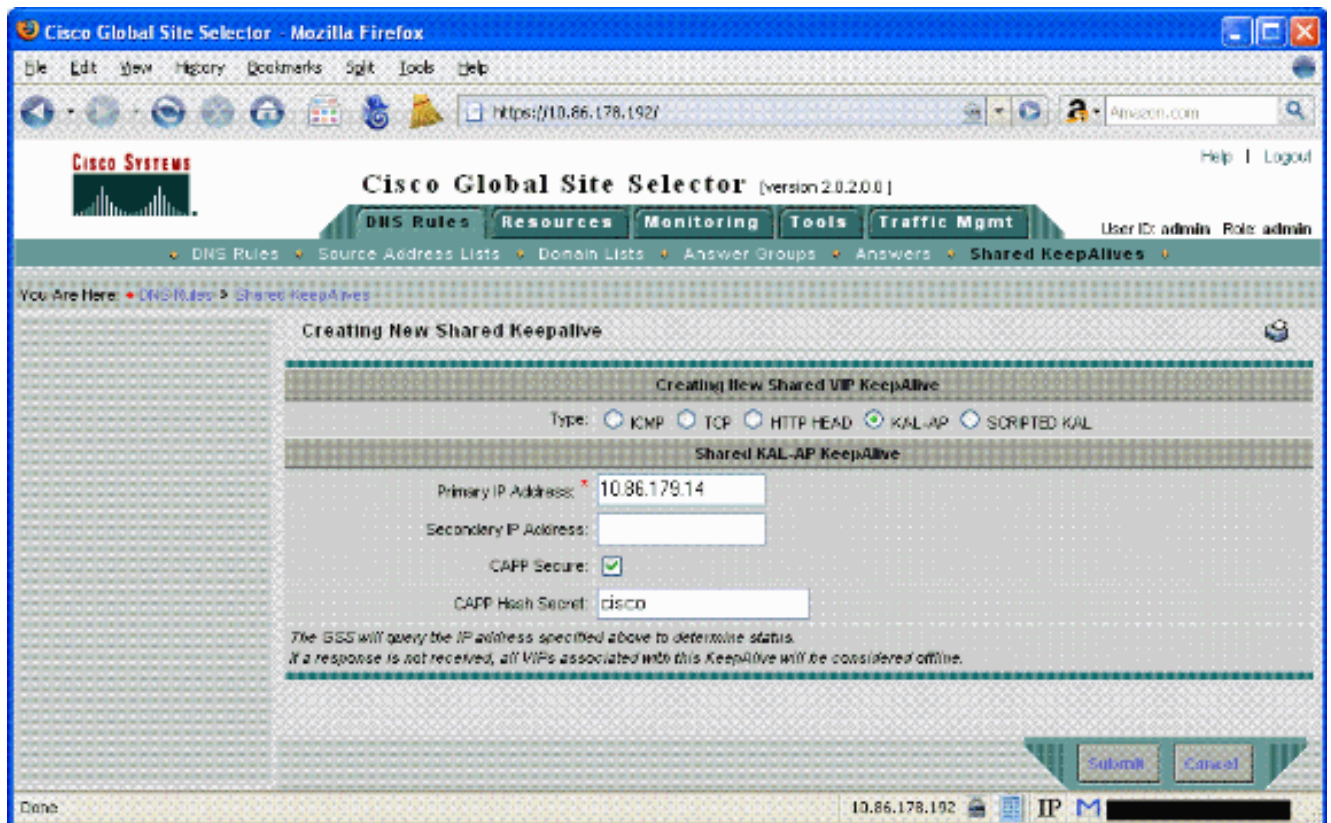 Cisco Global Site Selector - Mozilla Firefox
File Edit View History Bookmarks Split Tools Help
https://10.86.178.192/
Amazon.com
Help | Logout
CISCO SYSTEMS
Cisco Global Site Selector [version 2.0.2.0.0 ]
DNS Rules Resources Monitoring Tools Traffic Mgmt
User ID: admin Role: admin
DNS Rules Source Address Lists Domain Lists Answer Groups Answers Shared KeepAlives
You Are Here: DNS Rules > Shared KeepAlives
Creating New Shared Keepalive
Creating New Shared VIP KeepAlive
Type: ICMP TCP HTTP HEAD KAL-AP SCRIPTED KAL
Shared KAL-AP KeepAlive
Primary IP Address: * 10.86.179.14
Secondary IP Address:
CAPP Secure:
CAPP Hash Secret: cisco
The GSS will query the IP address specified above to determine status.
If a response is not received, all VIPs associated with this KeepAlive will be considered offline.
Submit Cancel
Done 10.86.178.192 IP